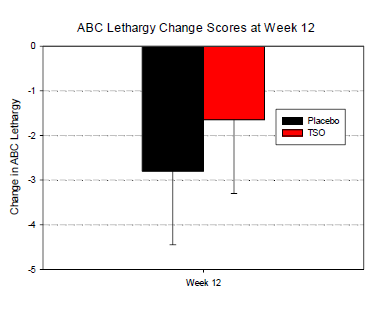 ABC Lethargy Change Scores at Week 12
Change in ABC Lethargy
0
-1
-2
-3
-4
-5
Placebo
TSO
Week 12